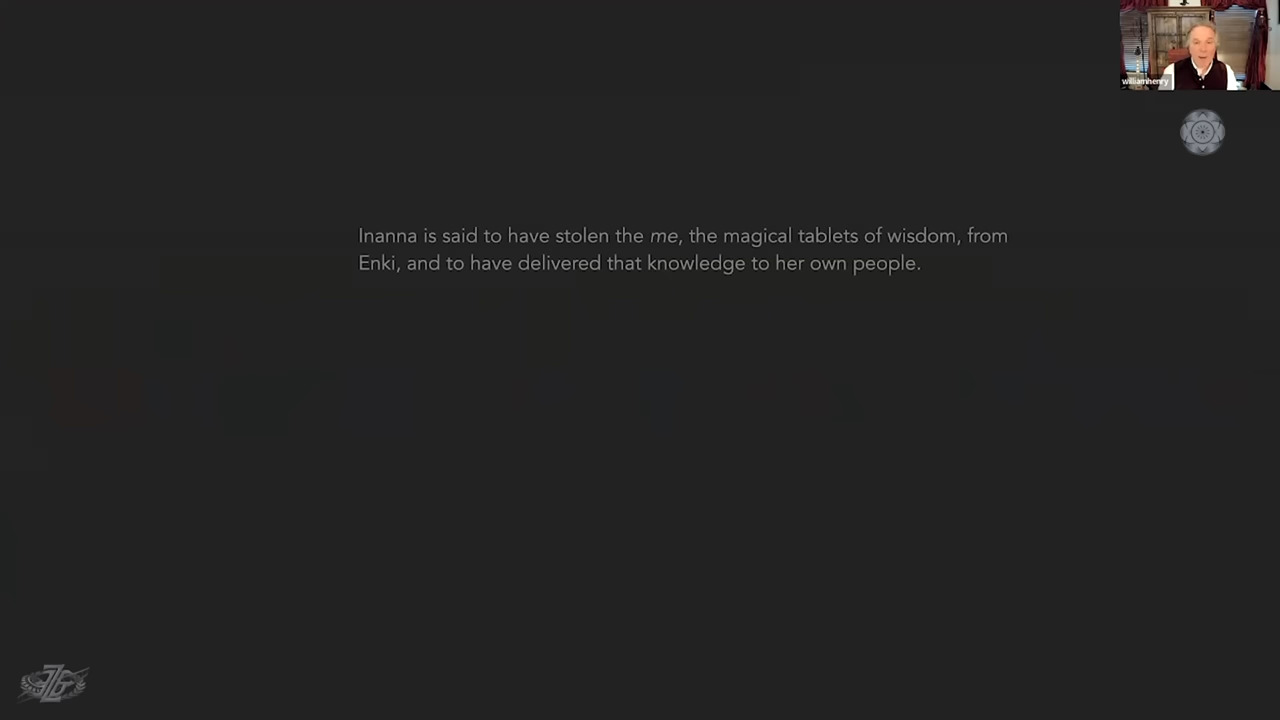 williamhenry
Inanna is said to have stolen the me, the magical tablets of wisdom, from
Enki, and to have delivered that knowledge to her own people.